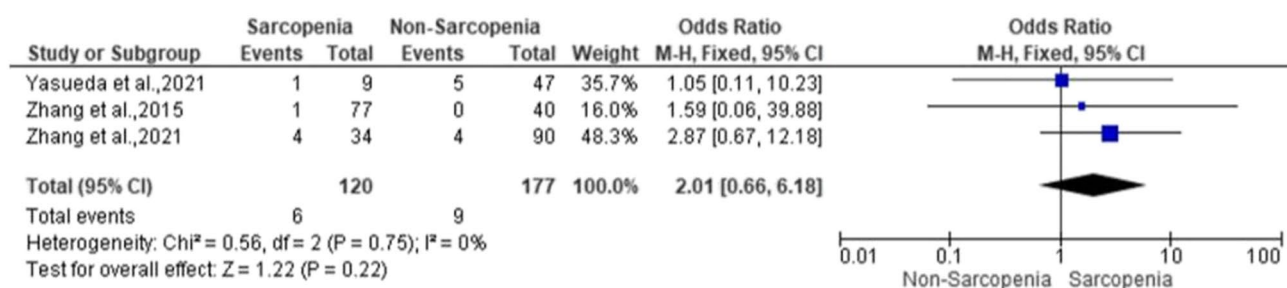 Sarcopenia Non-Sarcopenia Odds Ratio Odds Ratio
Study or Subgroup Events Total Events Total Weight M-H, Fixed, 95% CI M-H, Fixed, 95% CI
Yasueda et al.,2021 1 9 5 47 35.7% 1.05 [0.11, 10.23]
Zhang et al.,2015 1 77 0 40 16.0% 1.59 [0.06, 39.88]
Zhang et al.,2021 4 34 4 90 48.3% 2.87 [0.67, 12.18]
Total (95% CI) 120 177 100.0% 2.01 [0.66, 6.18]
Total events 6 9
Heterogeneity: Chi² = 0.56, df = 2 (P = 0.75); I² = 0%
Test for overall effect: Z = 1.22 (P = 0.22)
0.01 0.1 1 10 100
Non-Sarcopenia Sarcopenia